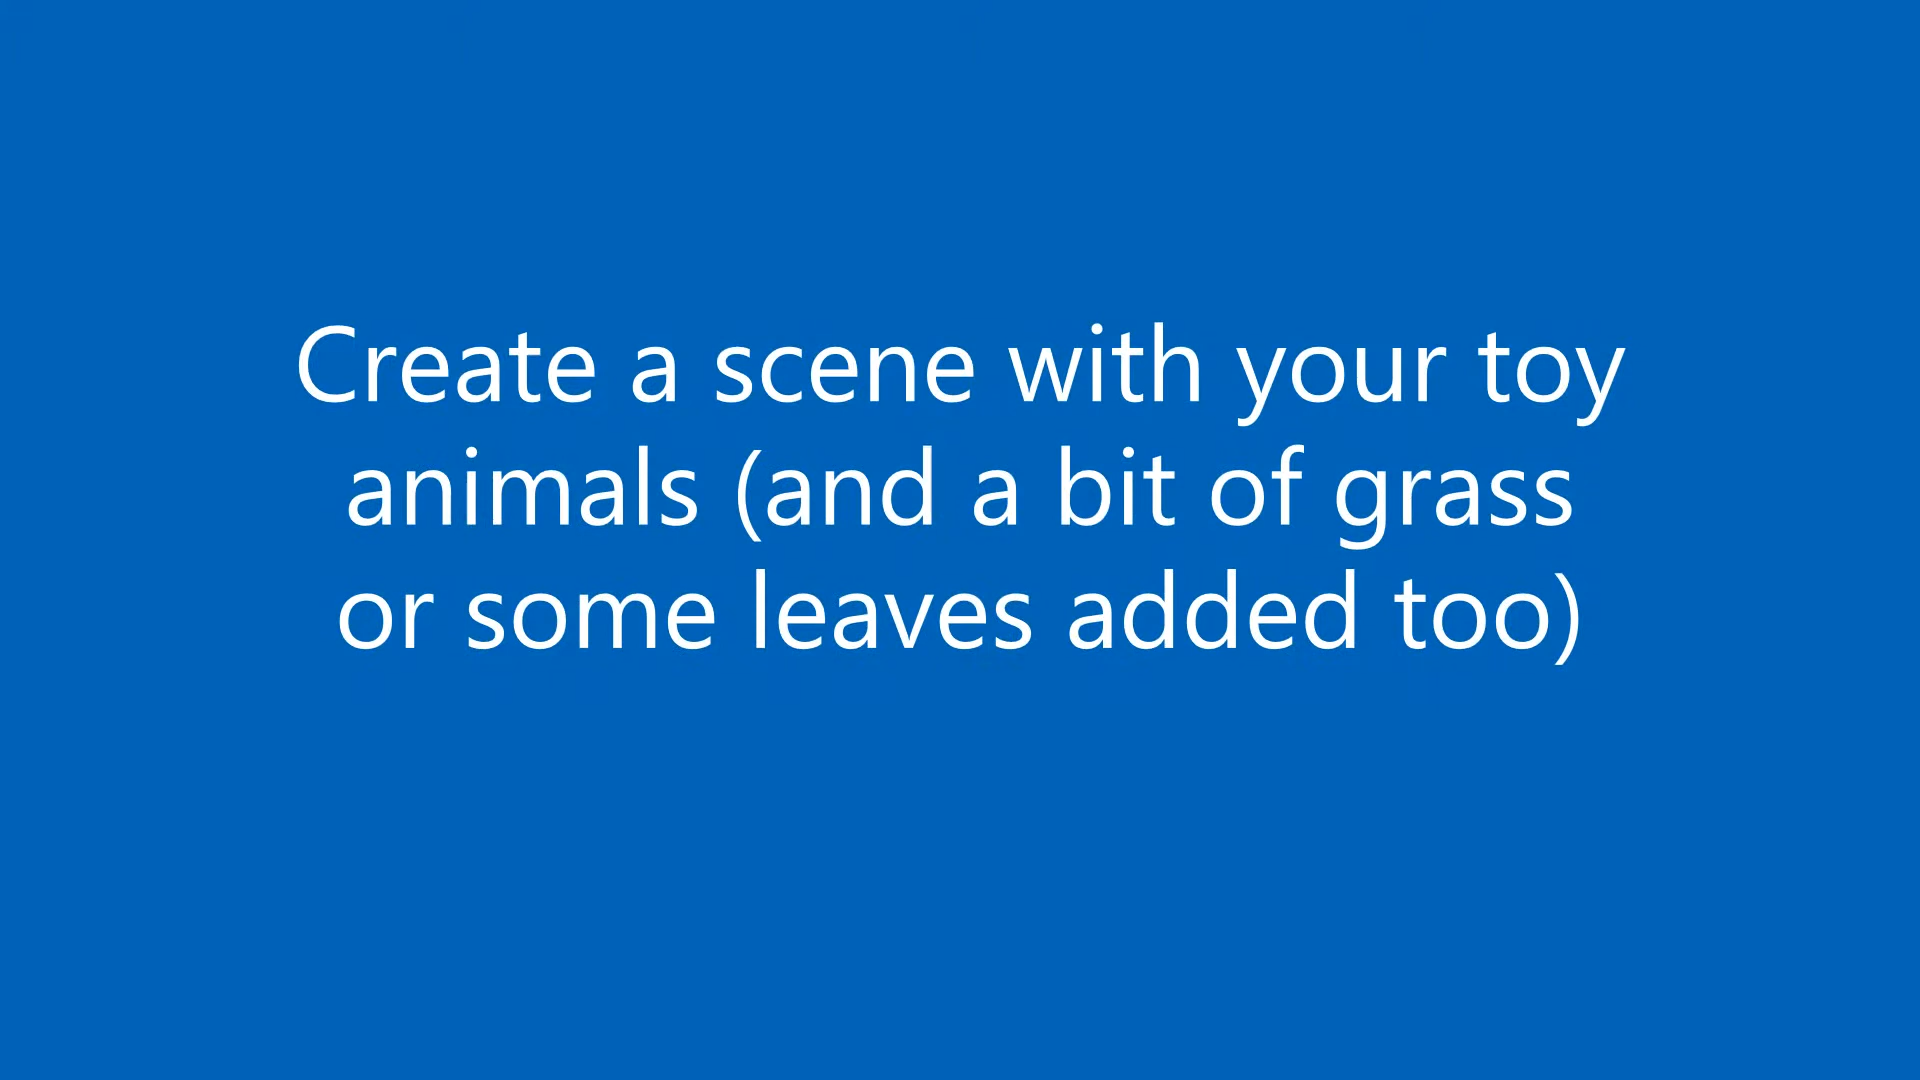 Create a scene with your toy
animals (and a bit of grass
or some leaves added too)